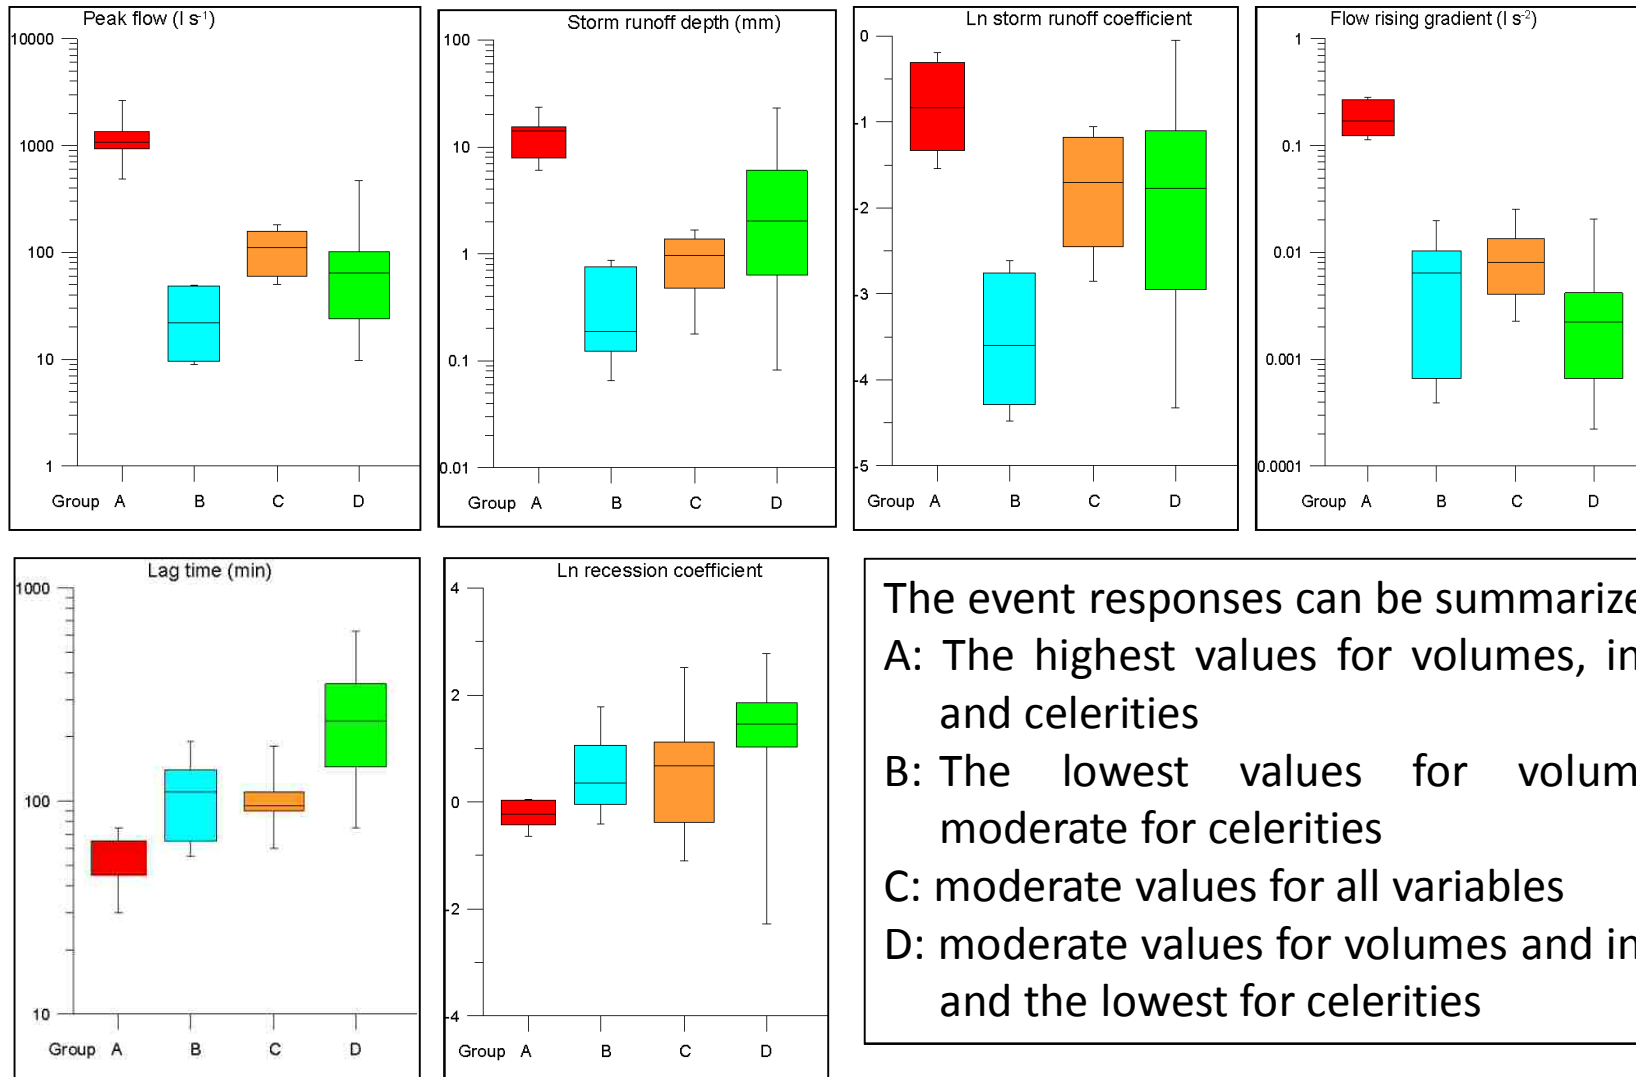 Peak flow (l s-1)
10000
1000
100
10
1
Group A B C D
Storm runoff depth (mm)
100
10
1
0.1
0.01
Group A B C D
Ln storm runoff coefficient
0
-1
-2
-3
-4
-5
Group A B C D
Flow rising gradient (l s-2)
1
0.1
0.01
0.001
0.0001
Group A B C D
Lag time (min)
1000
100
10
Group A B C D
Ln recession coefficient
4
2
0
-2
-4
Group A B C D
The event responses can be summarize
A: The highest values for volumes, in
and celerities
B: The lowest values for volum
moderate for celerities
C: moderate values for all variables
D: moderate values for volumes and in
and the lowest for celerities